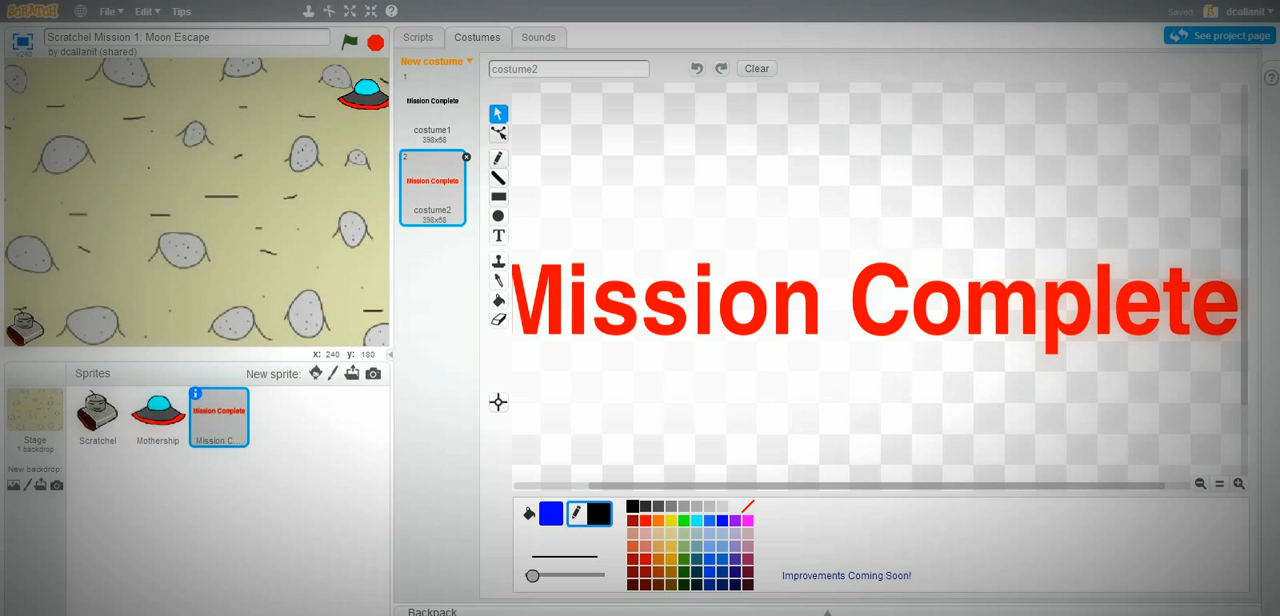 SCRATCH File Edit Tips Saved dcallanit
Scratchel Mission 1: Moon Escape
by dcallanit (shared)
Scripts Costumes Sounds
See project page
New costume
costume2
Clear
1
Mission Complete
costume1
398x68
2
Mission Complete
costume2
398x68
Mission Complete
X: 240 y: 180
Sprites New sprite:
Stage
1 backdrop
New backdrop:
Scratchel
Mothership
Mission Complete
Mission C...
Improvements Coming Soon!
Backpack